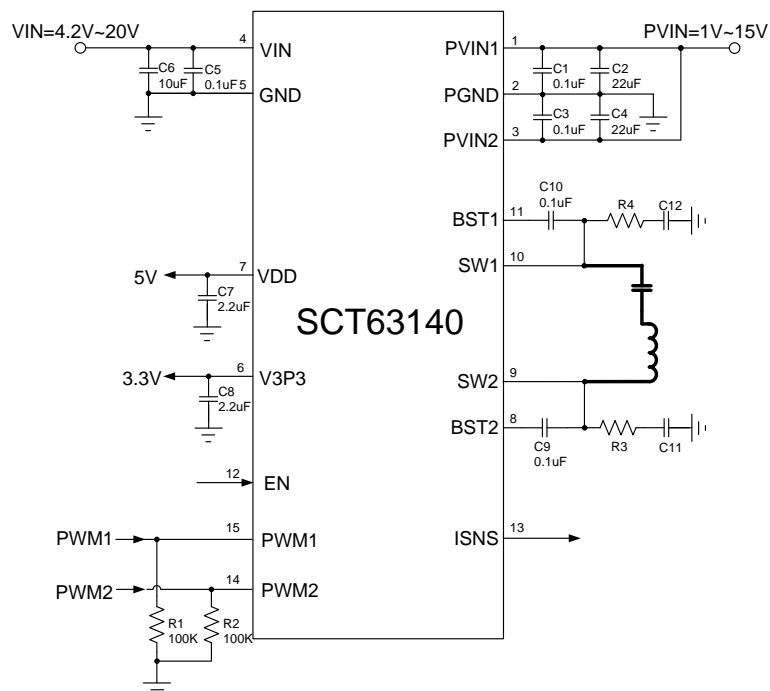 VIN=4.2V~20V
PVIN=1V~15V
4
VIN
C6
10uF
C5
0.1uF
5
GND
PVIN1
1
C1
0.1uF
C2
22uF
PGND
2
C3
0.1uF
C4
22uF
PVIN2
3
C10
0.1uF
R4
C12
BST1
11
SW1
10
5V
7
VDD
C7
2.2uF
SCT63140
3.3V
6
V3P3
C8
2.2uF
SW2
9
BST2
8
C9
0.1uF
R3
C11
12
EN
PWM1
15
PWM1
ISNS
13
PWM2
14
PWM2
R1
100K
R2
100K